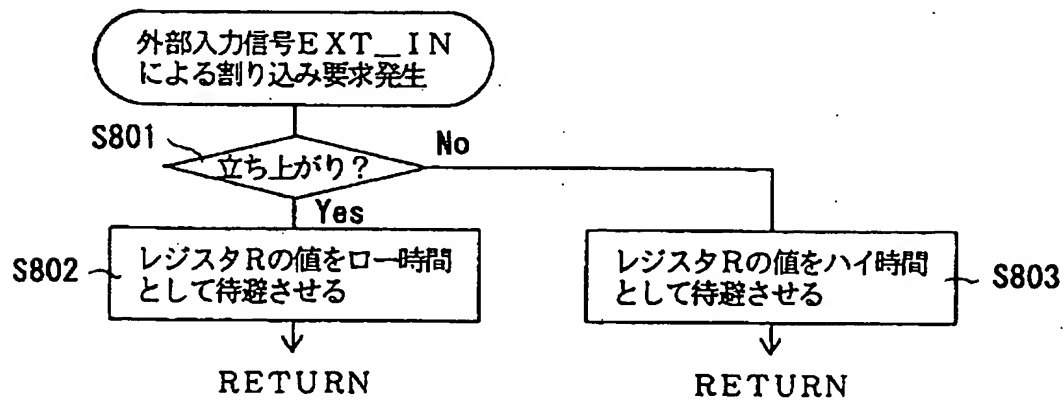 外部入力信号EXT_IN
による割り込み要求発生
S801
立ち上がり?
No
Yes
S802
レジスタRの値をロー時間
として待避させる
レジスタRの値をハイ時間
として待避させる
S803
RETURN
RETURN